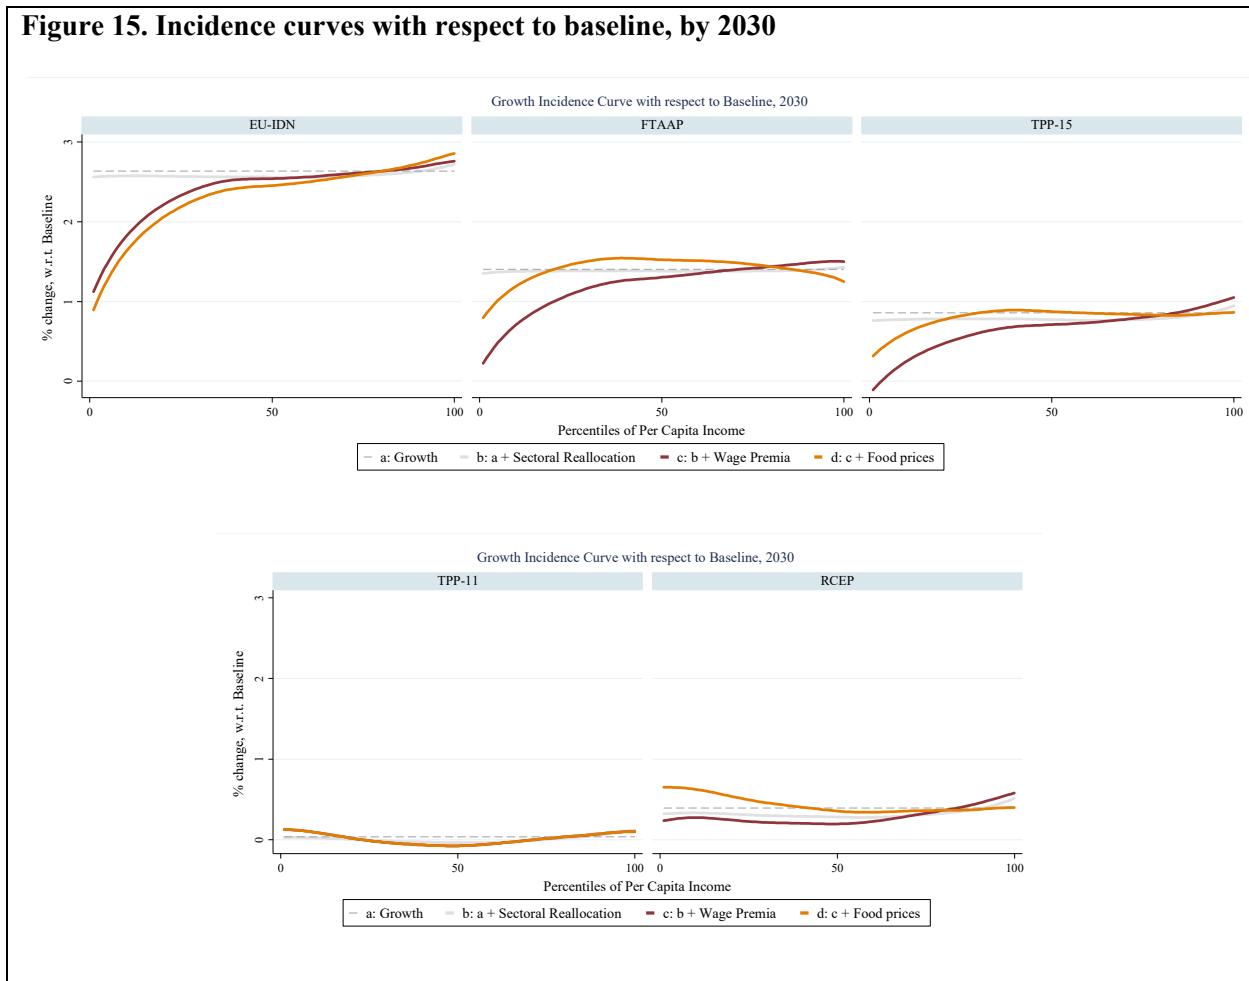 Figure 15. Incidence curves with respect to baseline, by 2030
Growth Incidence Curve with respect to Baseline, 2030
EU-IDN FTAAP TPP-15
% change, w.r.t. Baseline
3
2
1
0
0 50 100 0 50 100 0 50 100
Percentiles of Per Capita Income
a: Growth b: a + Sectoral Reallocation c: b + Wage Premia d: c + Food prices
Growth Incidence Curve with respect to Baseline, 2030
TPP-11 RCEP
% change, w.r.t. Baseline
3
2
1
0
0 50 100 0 50 100
Percentiles of Per Capita Income
a: Growth b: a + Sectoral Reallocation c: b + Wage Premia d: c + Food prices